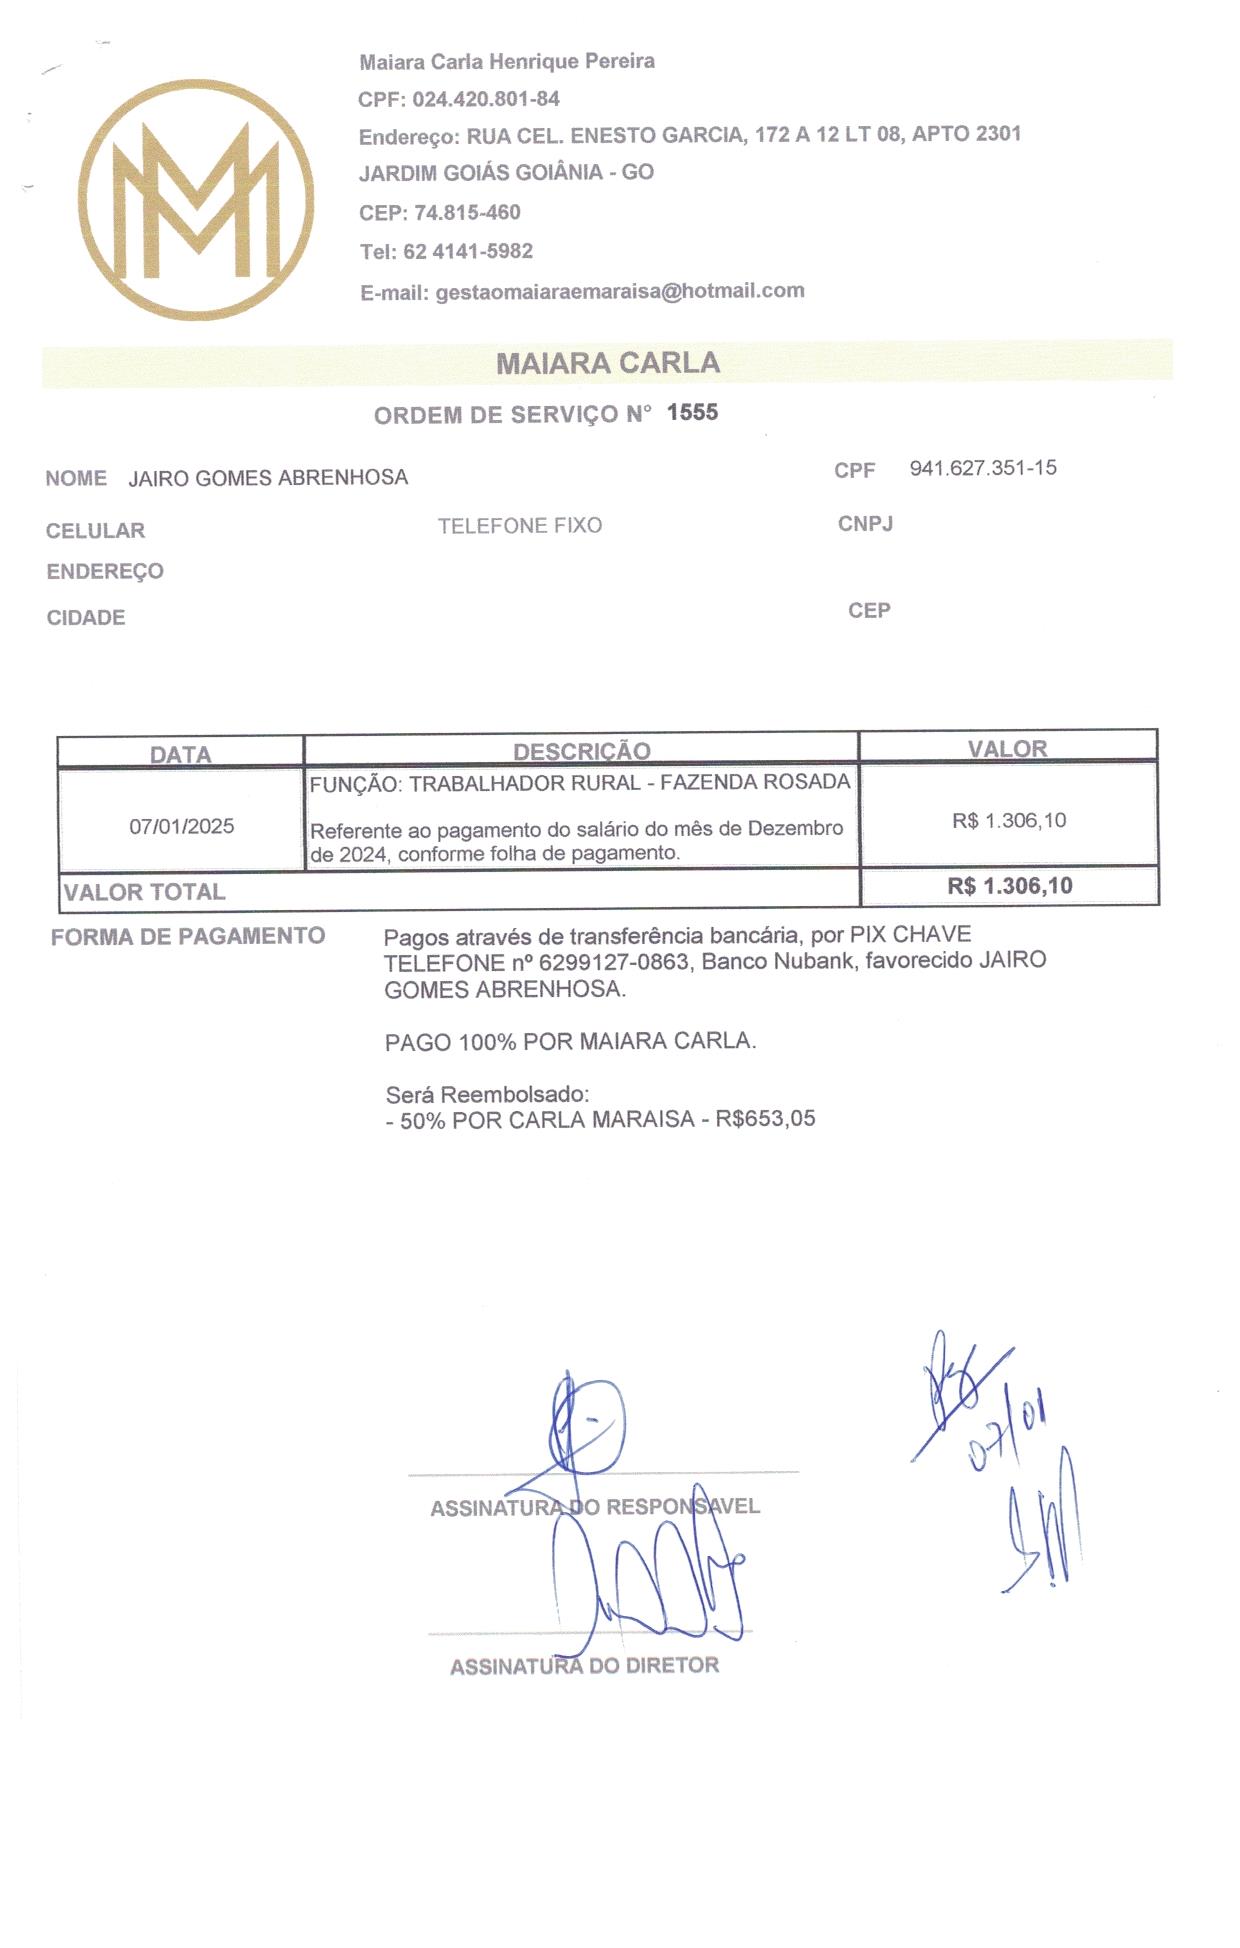 Maiara Carla Henrique Pereira
CPF: 024.420.801-84
Endereço: RUA CEL. ENESTO GARCIA, 172 A 12 LT 08, APTO 2301
JARDIM GOIÁS GOIÂNIA - GO
CEP: 74.815-460
Tel: 62 4141-5982
E-mail: gestaomaiaraemaraisa@hotmail.com
MAIARA CARLA
ORDEM DE SERVIÇO N° 1555
NOME JAIRO GOMES ABRENHOSA CPF 941.627.351-15
CELULAR TELEFONE FIXO CNPJ
ENDEREÇO
CIDADE CEP
DATA DESCRIÇÃO VALOR
FUNÇÃO: TRABALHADOR RURAL - FAZENDA ROSADA
07/01/2025 R$ 1.306,10
Referente ao pagamento do salário do mês de Dezembro
de 2024, conforme folha de pagamento.
VALOR TOTAL R$ 1.306,10
FORMA DE PAGAMENTO Pagos através de transferência bancária, por PIX CHAVE
TELEFONE nº 6299127-0863, Banco Nubank, favorecido JAIRO
GOMES ABRENHOSA.
PAGO 100% POR MAIARA CARLA.
Será Reembolsado:
- 50% POR CARLA MARAISA - R$653,05
07/01
ASSINATURA DO RESPONSAVEL
ASSINATURA DO DIRETOR